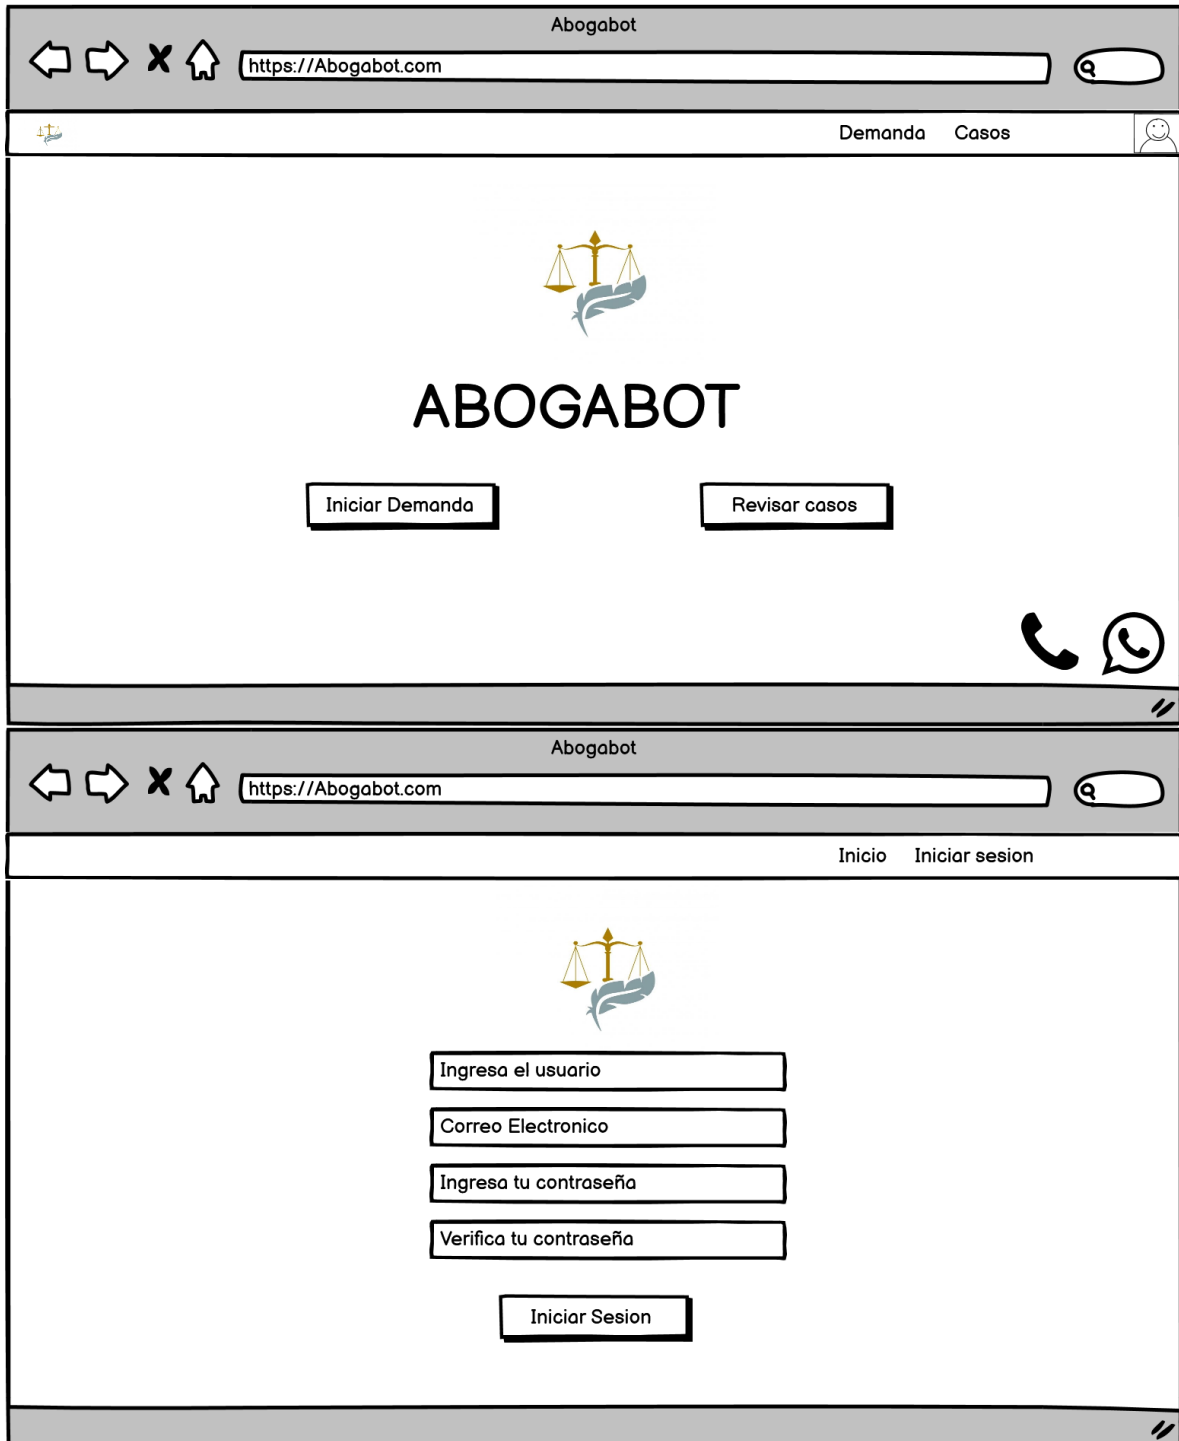 Abogabot
https://Abogabot.com
Demanda Casos
ABOGABOT
Iniciar Demanda Revisar casos
Abogabot
https://Abogabot.com
Inicio Iniciar sesion
Ingresa el usuario
Correo Electronico
Ingresa tu contraseña
Verifica tu contraseña
Iniciar Sesion